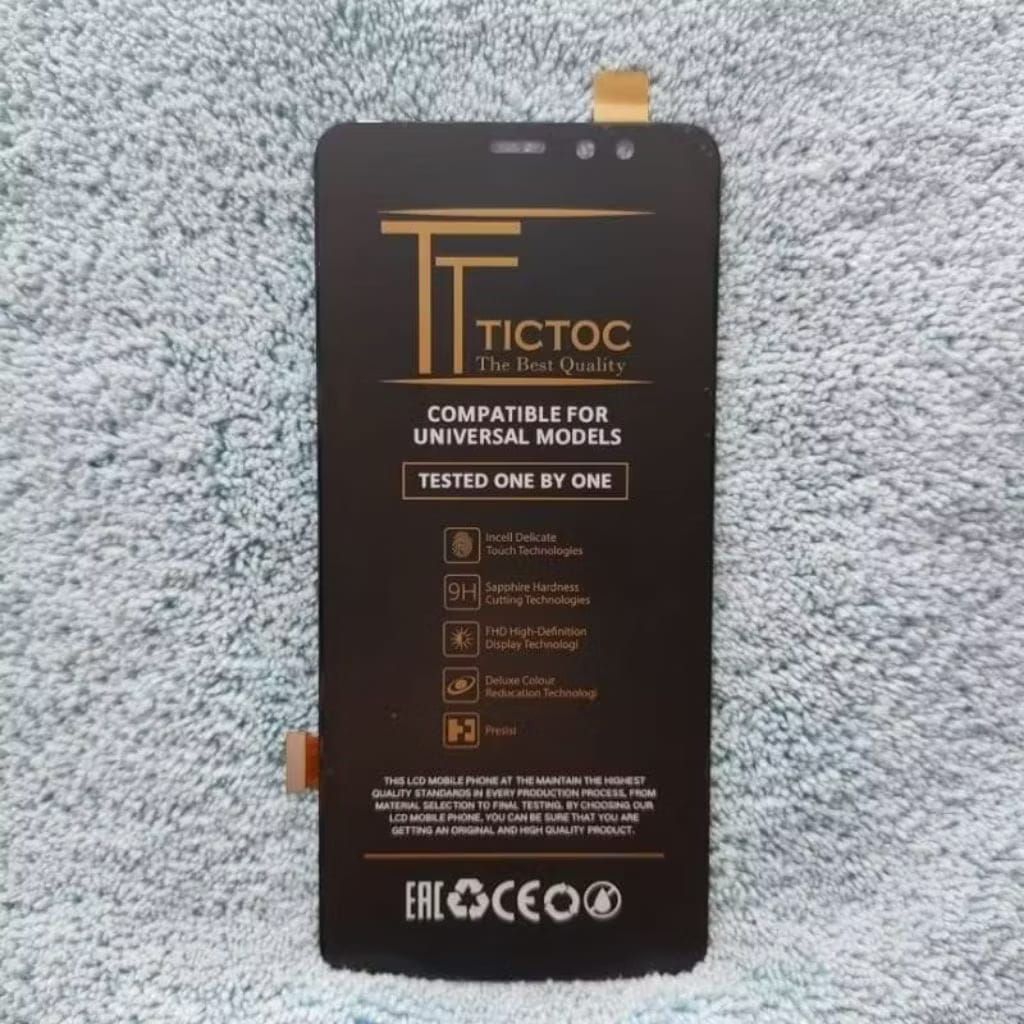 TT
TICTOC
The Best Quality
COMPATIBLE FOR
UNIVERSAL MODELS
TESTED ONE BY ONE
Incell Delicate
Touch Technologies
9H
Sapphire Hardness
Cutting Technologies
FHD High-Definition
Display Technologi
Deluxe Colour
Reducation Technologi
Presisi
THIS LCD MOBILE PHONE AT THE MAINTAIN THE HIGHEST
QUALITY STANDARDS IN EVERY PRODUCTION PROCESS, FROM
MATERIAL SELECTION TO FINAL TESTING. BY CHOOSING OUR
LCD MOBILE PHONE, YOU CAN BE SURE THAT YOU ARE
GETTING AN ORIGINAL AND HIGH QUALITY PRODUCT.
EAC CE